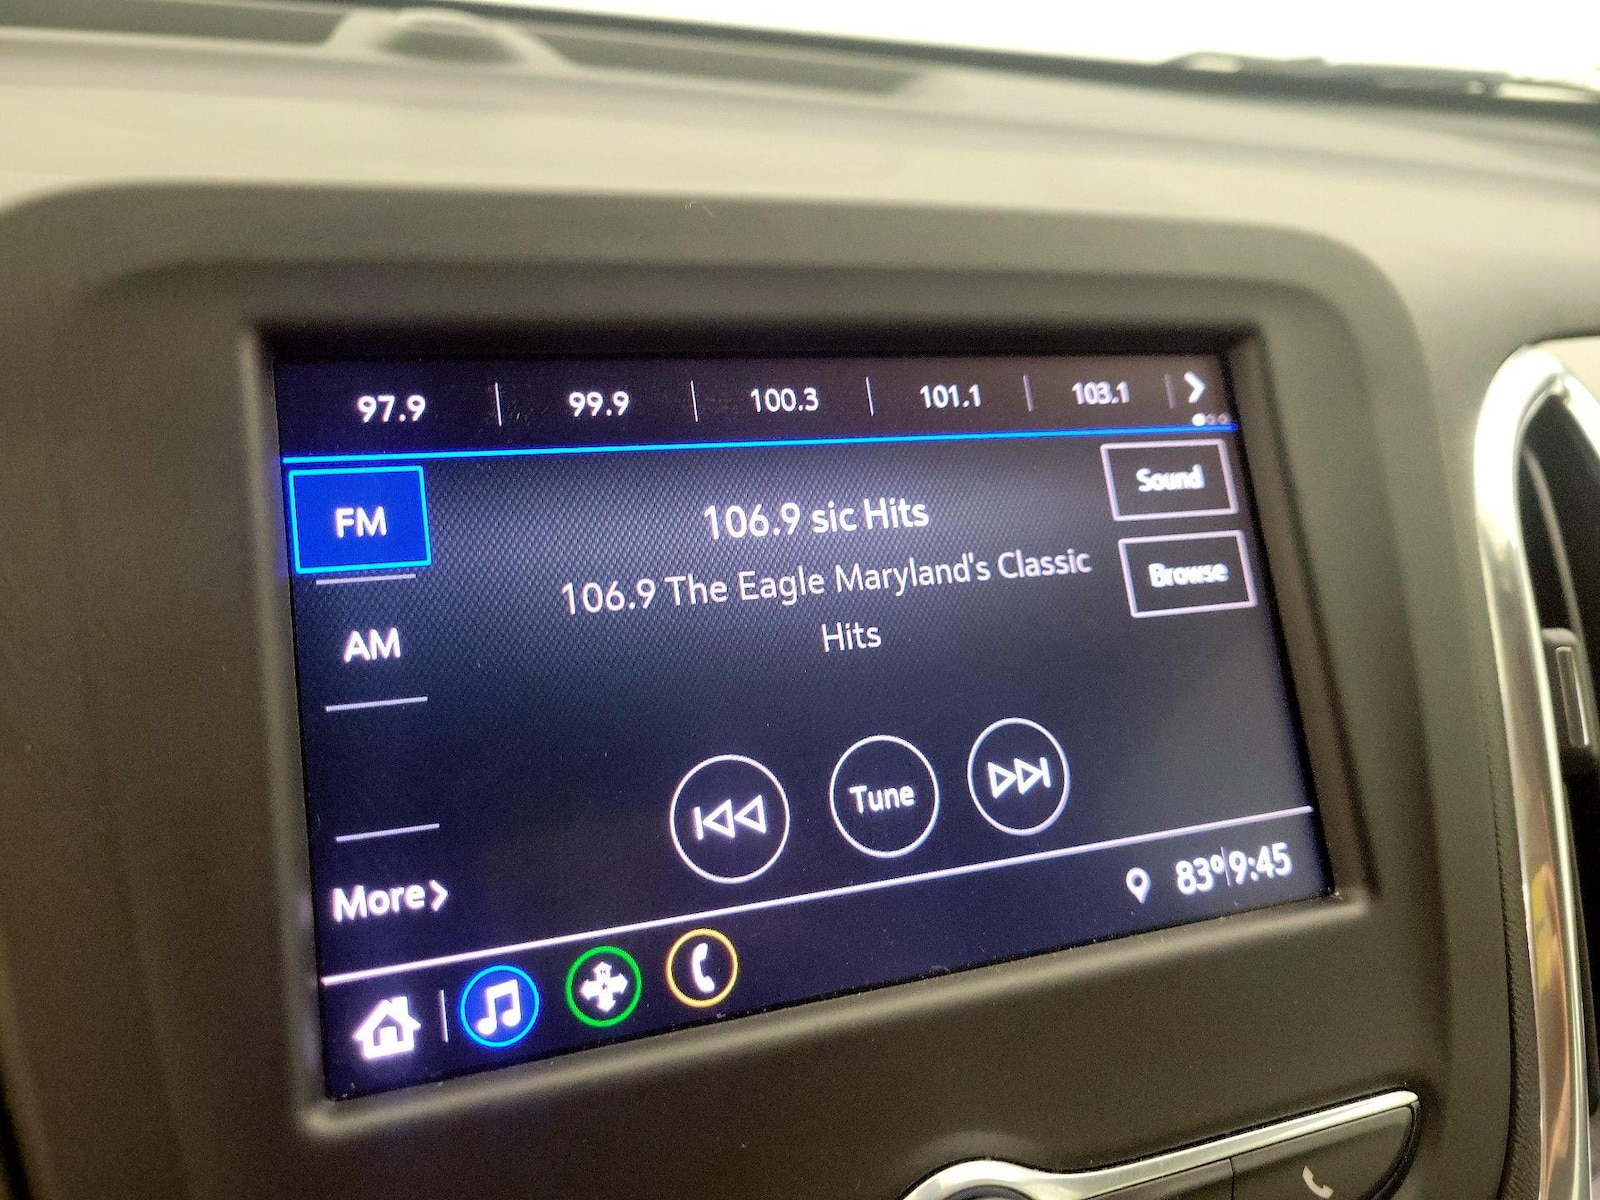 97.9 99.9 100.3 101.1 103.1
FM
AM
More
106.9 sic Hits
106.9 The Eagle Maryland's Classic
Hits
Sound
Browse
Tune
83° 9:45